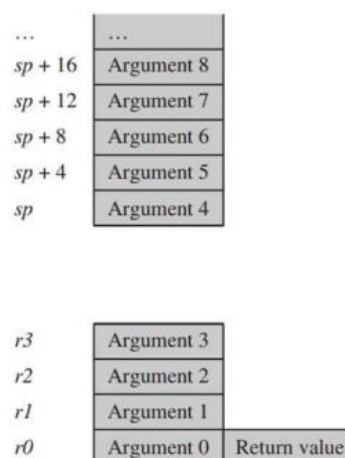 ... ...
sp + 16 Argument 8
sp + 12 Argument 7
sp + 8 Argument 6
sp + 4 Argument 5
sp Argument 4
r3 Argument 3
r2 Argument 2
r1 Argument 1
r0 Argument 0 Return value